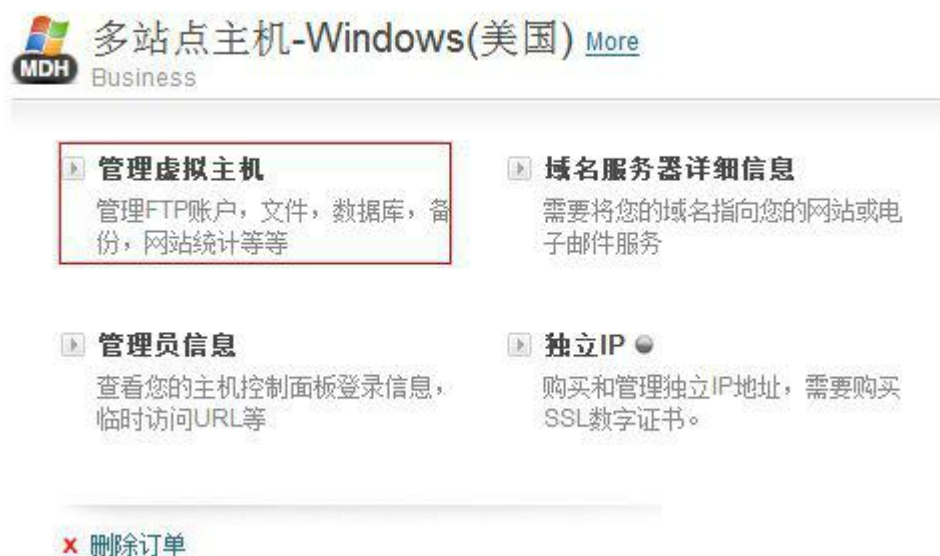 多站点主机-Windows(美国) More
MDH
Business
管理虚拟主机
管理FTP账户，文件，数据库，备
份，网站统计等等
域名服务器详细信息
需要将您的域名指向您的网站或电
子邮件服务
管理员信息
查看您的主机控制面板登录信息，
临时访问URL等
独立IP
购买和管理独立IP地址，需要购买
SSL数字证书。
x 删除订单